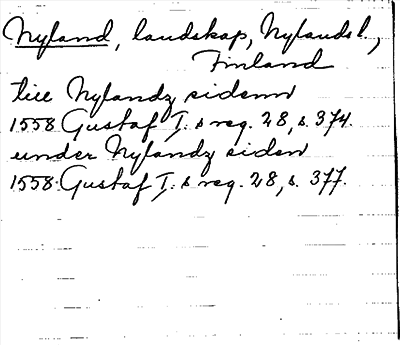 Nyland, landskap, Nylands l.,
Finland
till Nylandz sidenn
1558 Gustaf I. s reg. 28, s. 374.
under Nylandz siden
1558 Gustaf I. s reg. 28, s. 377.